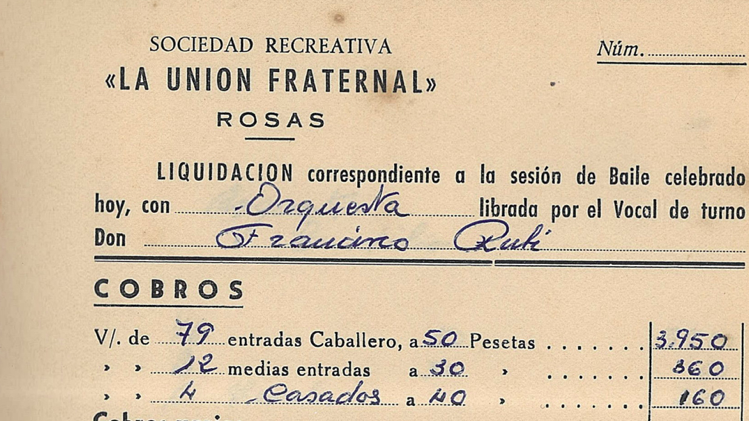 SOCIEDAD RECREATIVA
Núm.
«LA UNION FRATERNAL»
ROSAS
LIQUIDACION correspondiente a la sesión de Baile celebrado
hoy, con Orquesta librada por el Vocal de turno
Don Francisco Rubí
COBROS
V/. de 79 entradas Caballero, a 50 Pesetas ....... 3.950
» » 12 medias entradas a 30 » ....... 360
» » 4 Casados a 40 » ....... 160